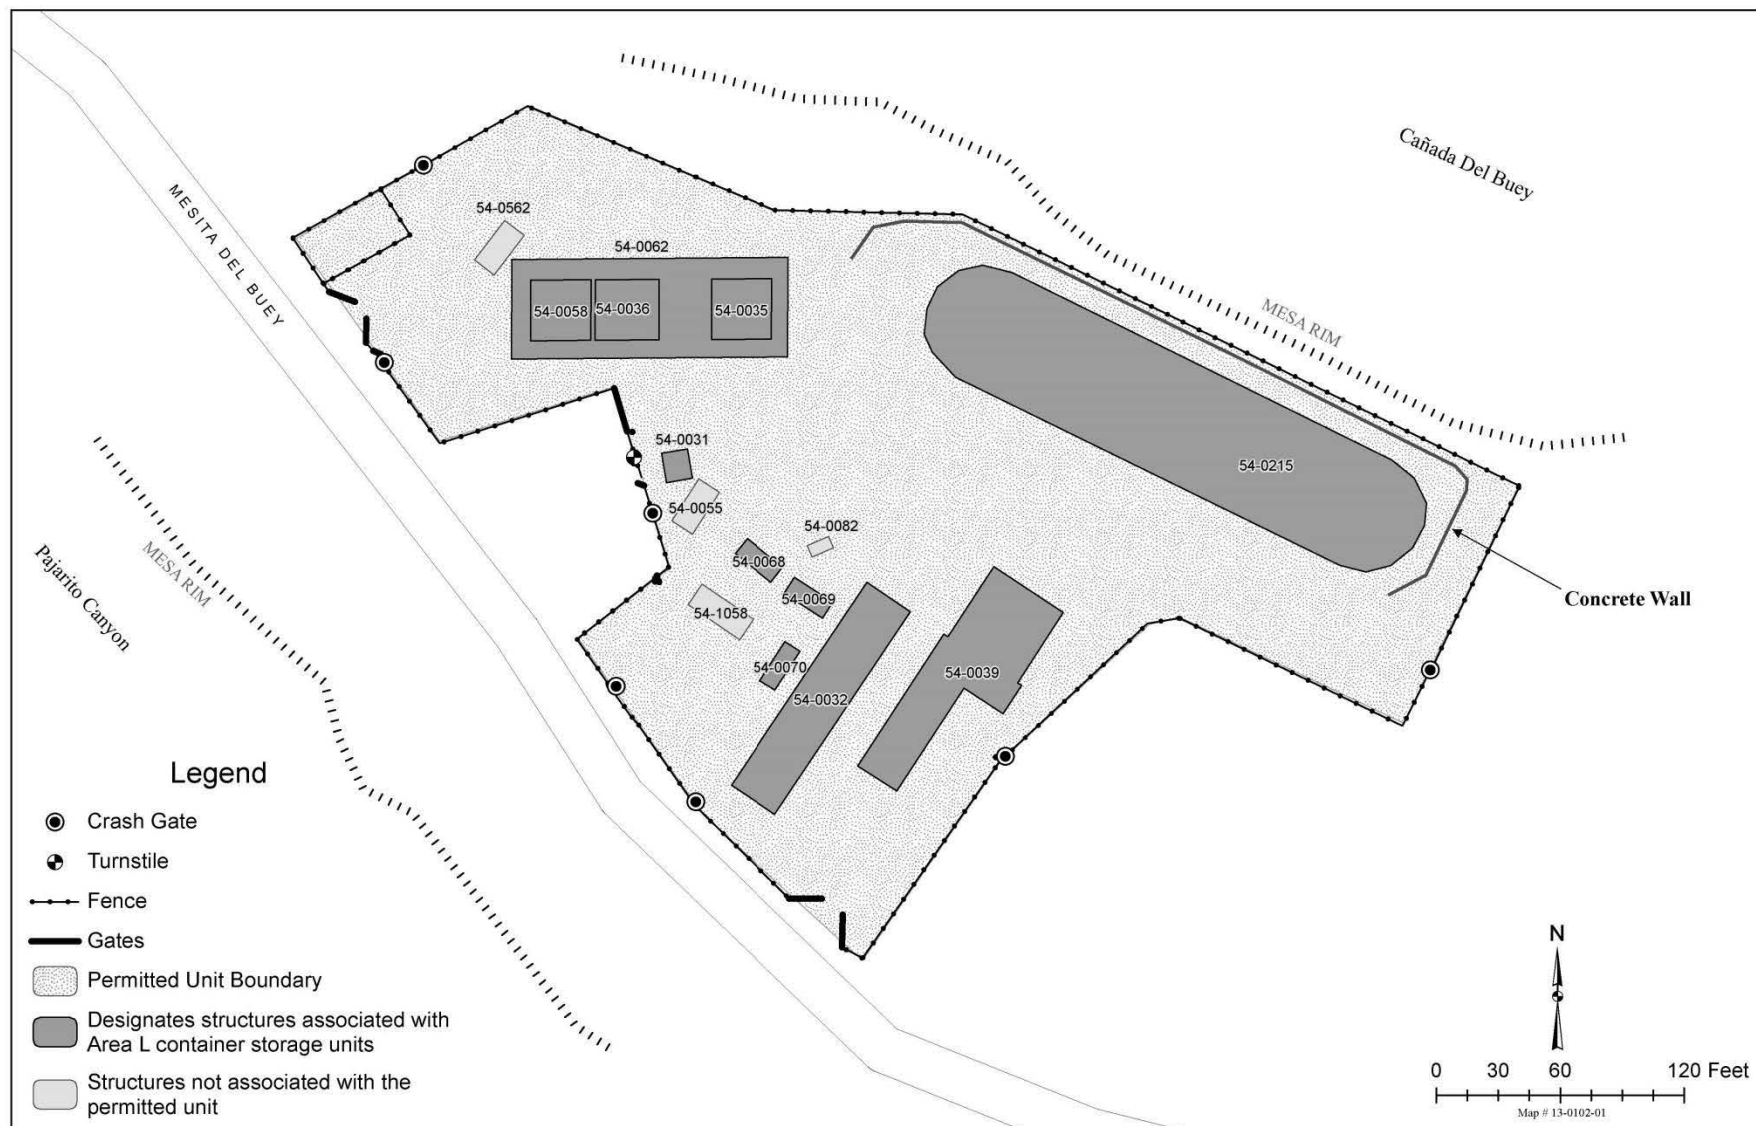 Cañada Del Buey
MESITA DEL BUEY
54-0562
54-0062
54-0058
54-0036
54-0035
MESA RIM
54-0031
54-0215
54-0055
54-0082
54-0068
Pajarito Canyon
MESA RIM
54-0069
54-1058
Concrete Wall
54-0070
54-0039
54-0032
Legend
Crash Gate
Turnstile
Fence
Gates
Permitted Unit Boundary
Designates structures associated with
Area L container storage units
Structures not associated with the
permitted unit
N
0 30 60 120 Feet
Map # 13-0102-01